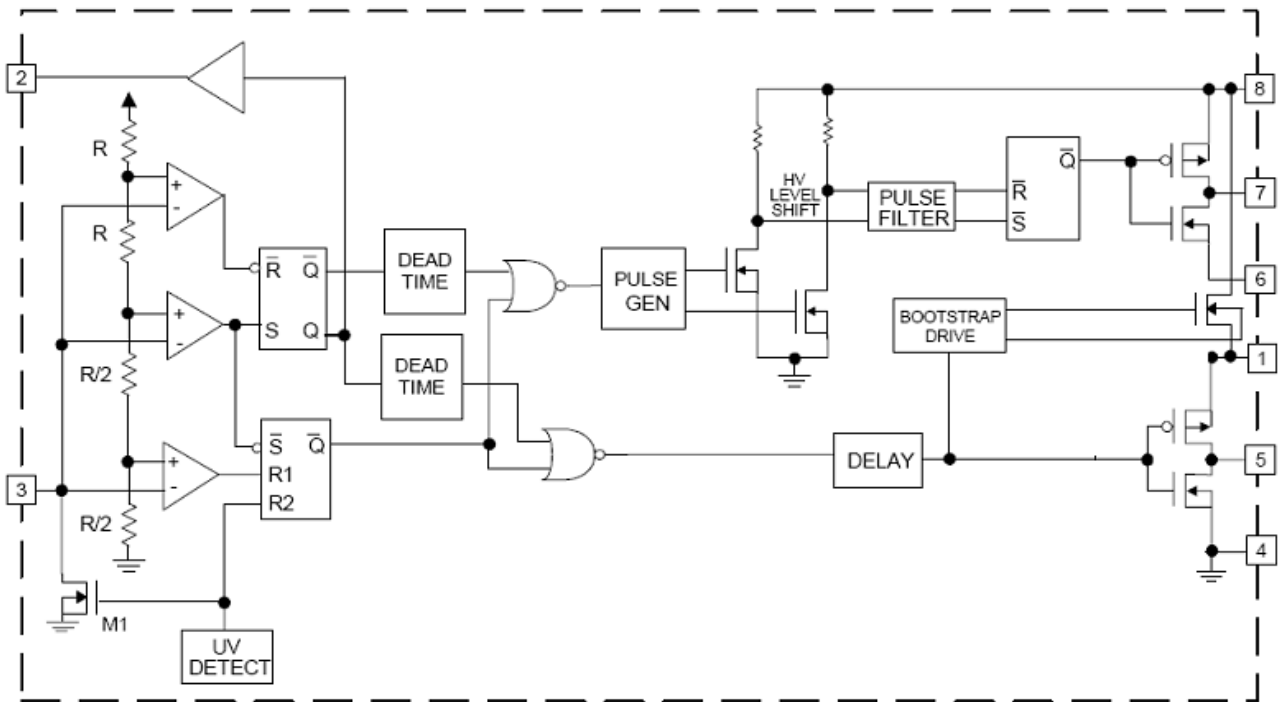 2
8
R
+
-
HV
LEVEL
SHIFT
Q̅
R̅
S̅
PULSE
FILTER
7
R
R̅ Q̅
S Q
DEAD
TIME
PULSE
GEN
6
+
-
BOOTSTRAP
DRIVE
1
R/2
DEAD
TIME
S̅ Q̅
R1
R2
+
-
DELAY
5
3
R/2
4
M1
UV
DETECT